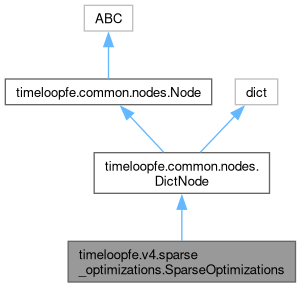 ABC
timeloopfe.common.nodes.Node
dict
timeloopfe.common.nodes.
DictNode
timeloopfe.v4.sparse
_optimizations.SparseOptimizations